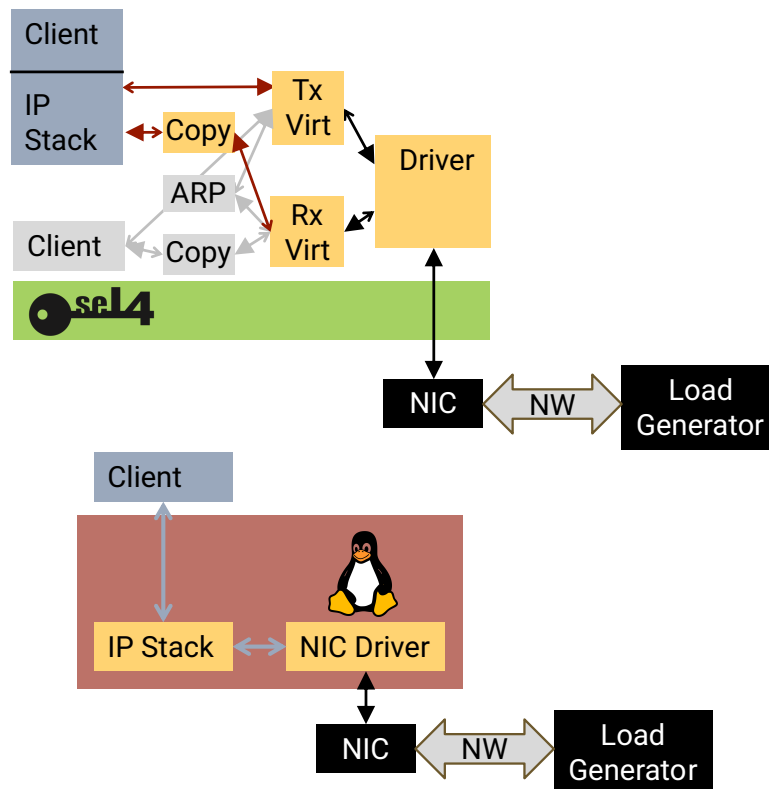 Client
IP
Stack
Tx
Virt
Copy
Driver
ARP
Rx
Virt
Client
Copy
seL4
NIC
NW
Load
Generator
Client
IP Stack
NIC Driver
NIC
NW
Load
Generator